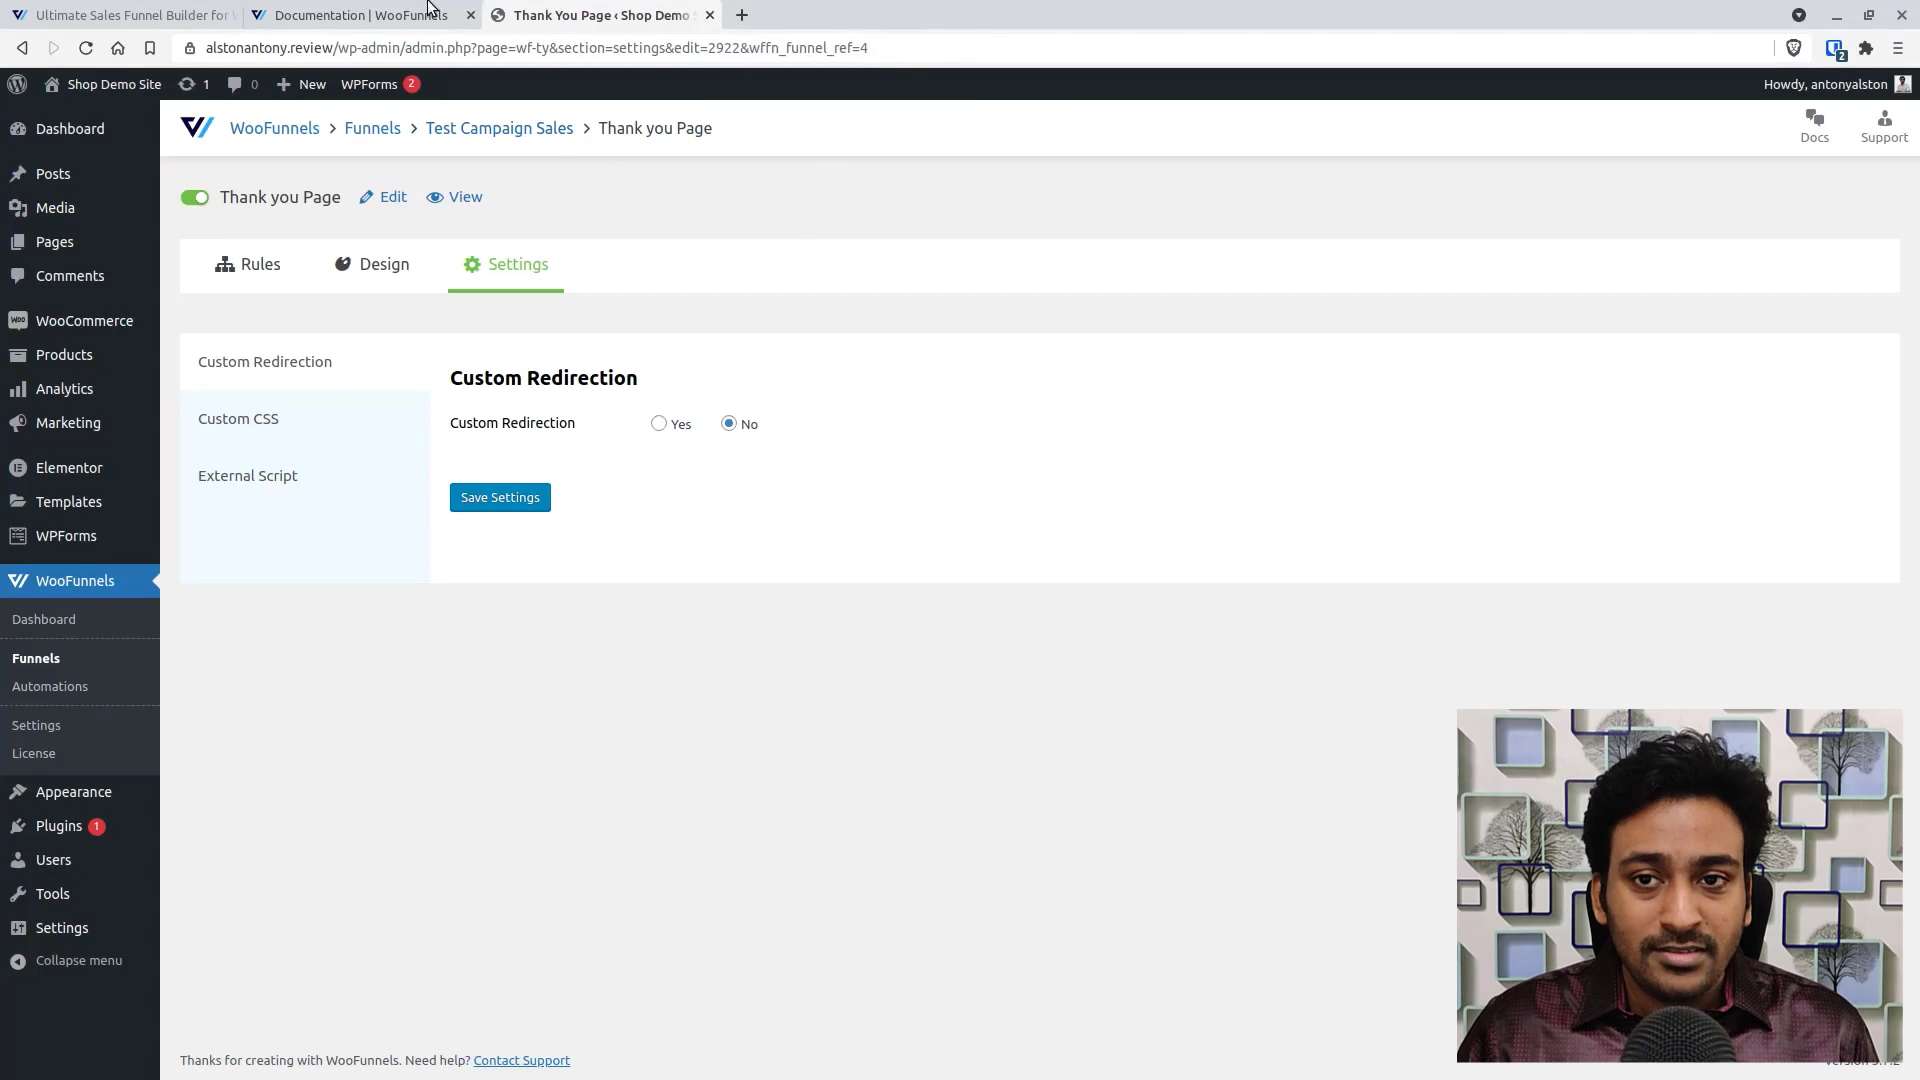 Ultimate Sales Funnel Builder for
Documentation | WooFunnels
Thank You Page ‹ Shop Demo
alstonantony.review/wp-admin/admin.php?page=wf-ty&section=settings&edit=2922&wffn_funnel_ref=4
2
Shop Demo Site
1
0
New
WPForms 2
Howdy, antonyalston
Dashboard
Posts
Media
Pages
Comments
WooCommerce
Products
Analytics
Marketing
Elementor
Templates
WPForms
WooFunnels
Dashboard
Funnels
Automations
Settings
License
Appearance
Plugins 1
Users
Tools
Settings
Collapse menu
WooFunnels > Funnels > Test Campaign Sales > Thank you Page
Docs
Support
Thank you Page
Edit
View
Rules
Design
Settings
Custom Redirection
Custom CSS
External Script
Custom Redirection
Custom Redirection
Yes
No
Save Settings
Thanks for creating with WooFunnels. Need help? Contact Support